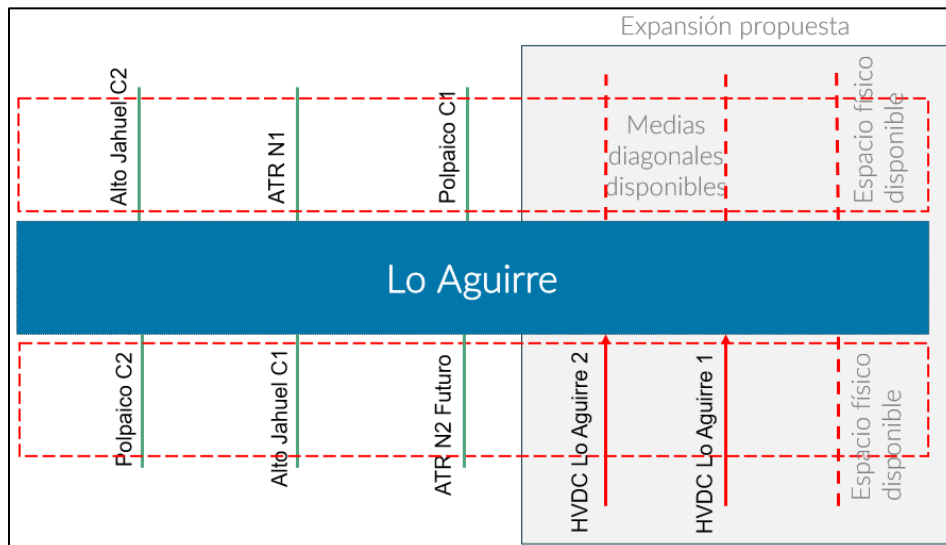 Expansión propuesta
Alto Jahuel C2
ATR N1
Polpaico C1
Medias
diagonales
disponibles
Espacio físico
disponible
Lo Aguirre
Polpaico C2
Alto Jahuel C1
ATR N2 Futuro
HVDC Lo Aguirre 2
HVDC Lo Aguirre 1
Espacio físico
disponible